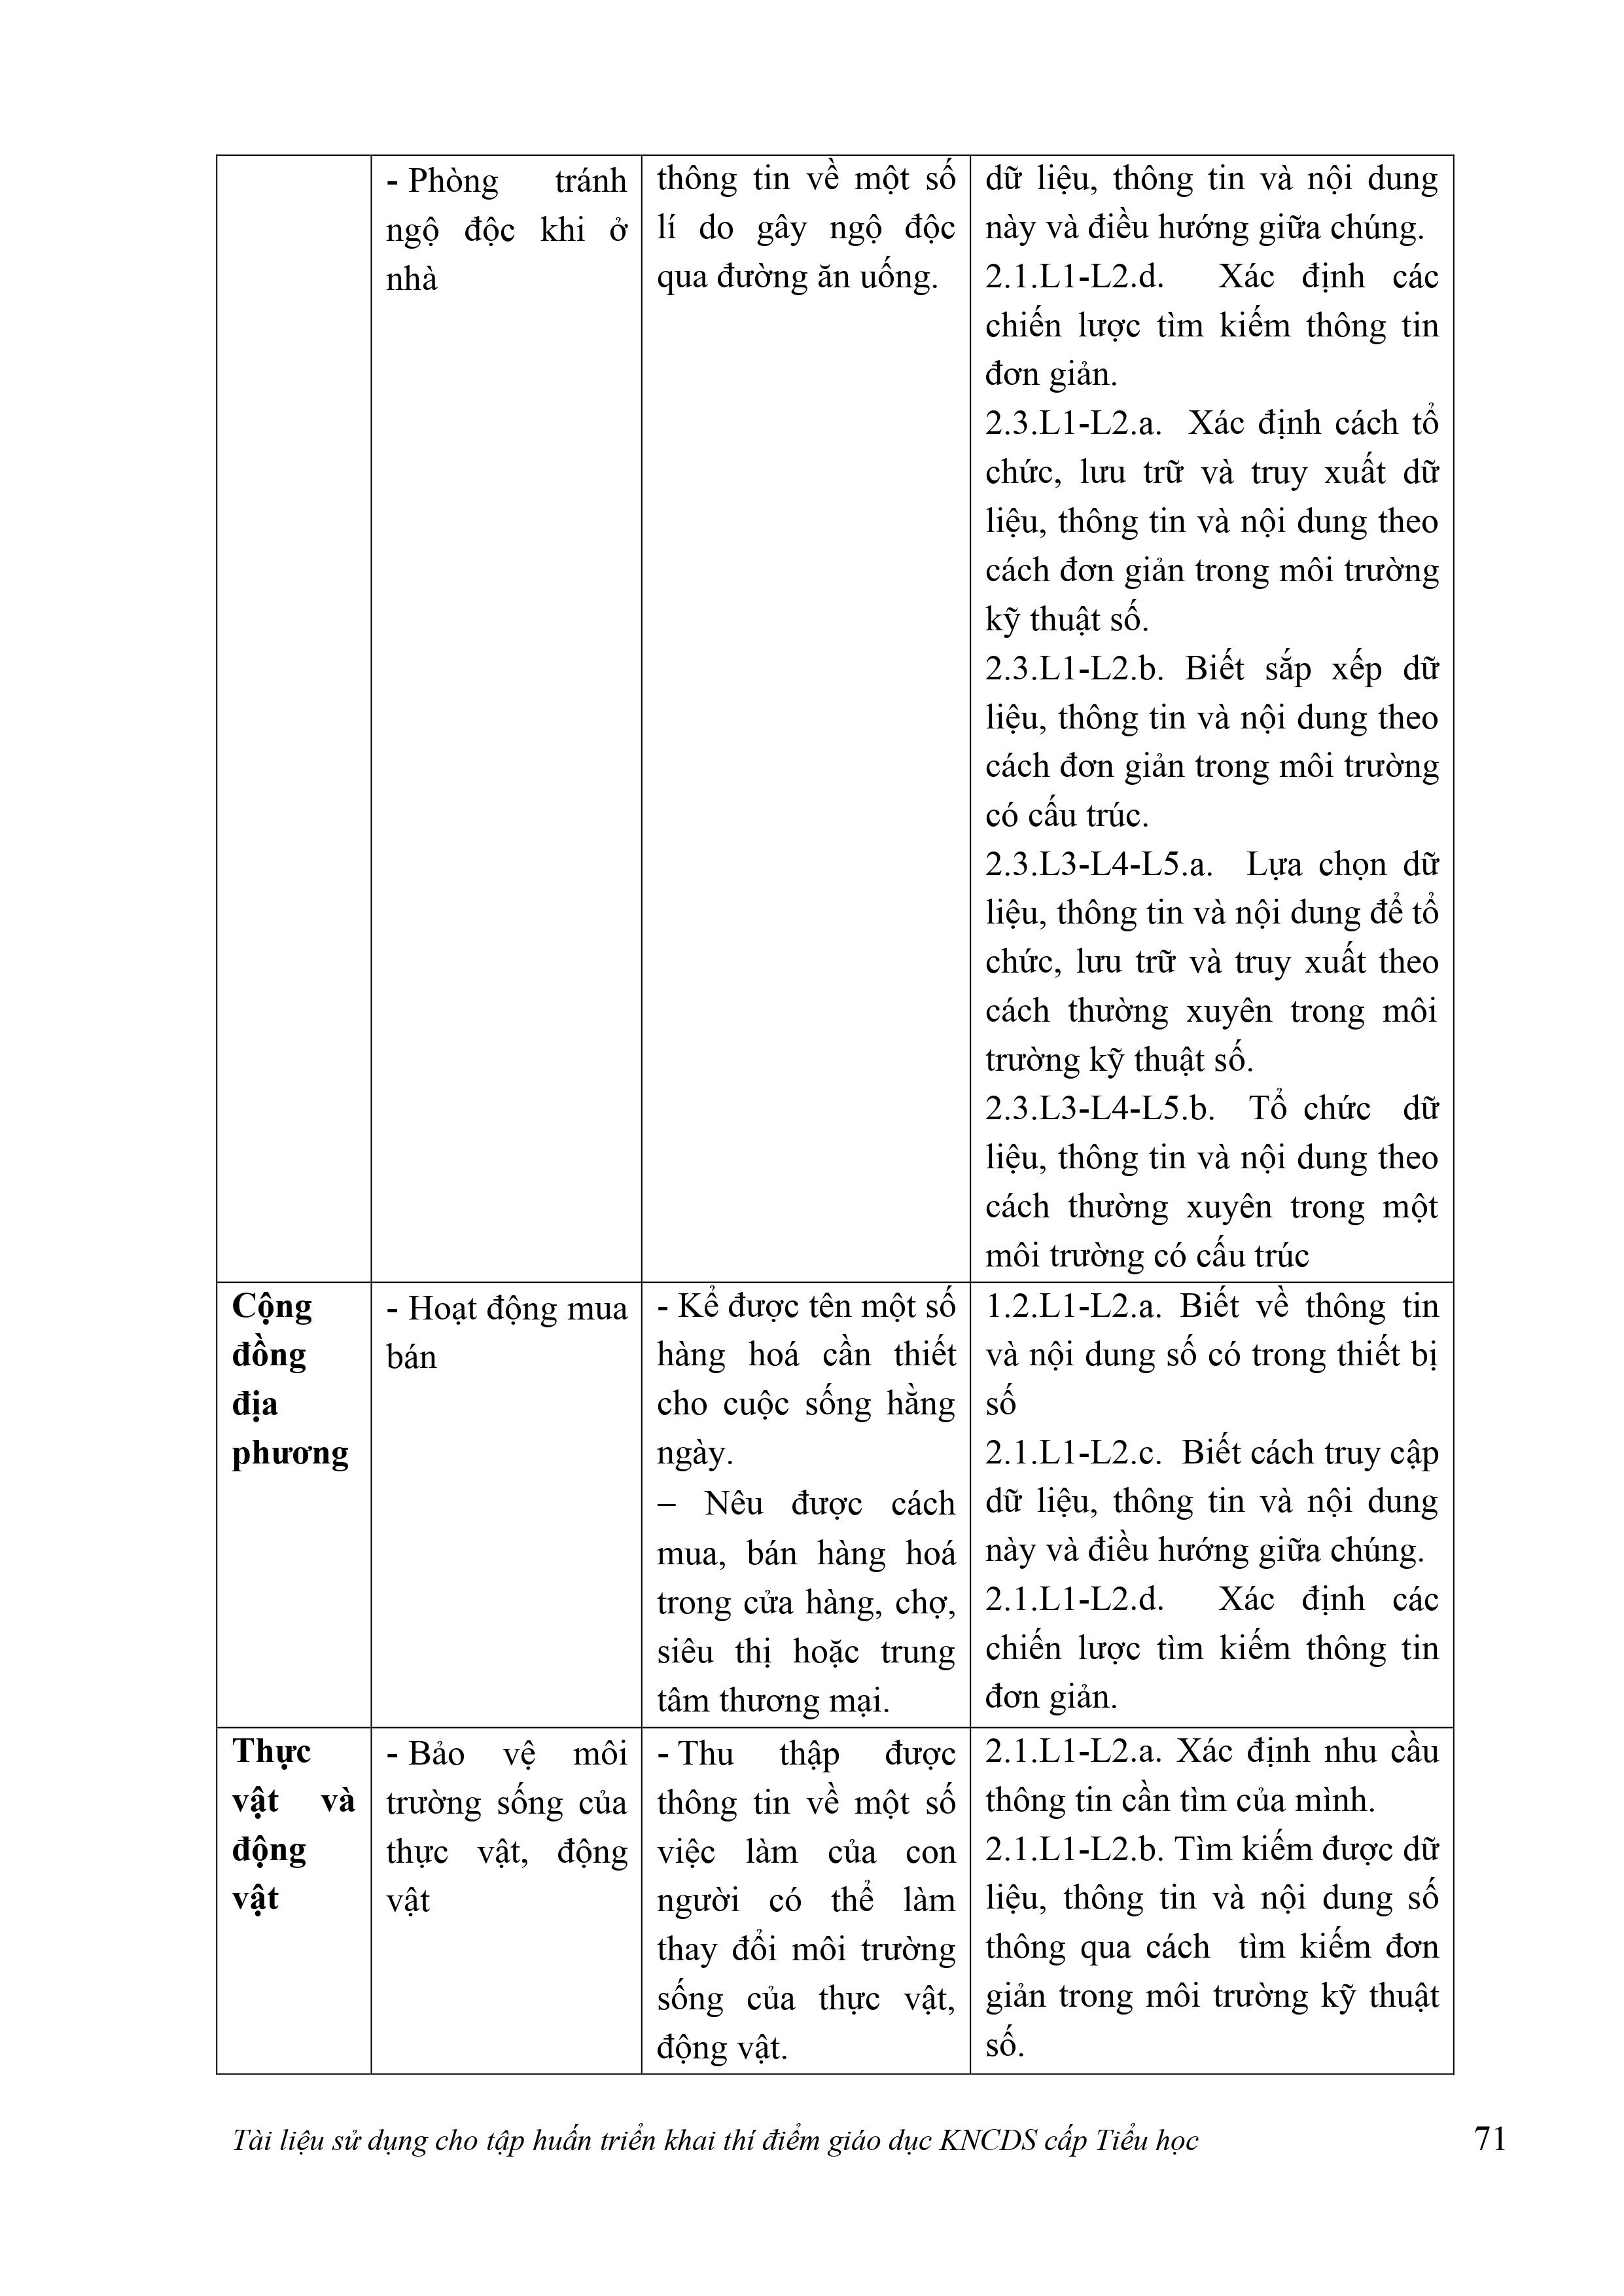 - Phòng tránh
ngộ độc khi ở
nhà
thông tin về một số
lí do gây ngộ độc
qua đường ăn uống.
dữ liệu, thông tin và nội dung
này và điều hướng giữa chúng.
2.1.L1-L2.d. Xác định các
chiến lược tìm kiếm thông tin
đơn giản.
2.3.L1-L2.a. Xác định cách tổ
chức, lưu trữ và truy xuất dữ
liệu, thông tin và nội dung theo
cách đơn giản trong môi trường
kỹ thuật số.
2.3.L1-L2.b. Biết sắp xếp dữ
liệu, thông tin và nội dung theo
cách đơn giản trong môi trường
có cấu trúc.
2.3.L3-L4-L5.a. Lựa chọn dữ
liệu, thông tin và nội dung để tổ
chức, lưu trữ và truy xuất theo
cách thường xuyên trong môi
trường kỹ thuật số.
2.3.L3-L4-L5.b. Tổ chức dữ
liệu, thông tin và nội dung theo
cách thường xuyên trong một
môi trường có cấu trúc
Cộng
đồng
địa
phương
- Hoạt động mua
bán
- Kể được tên một số
hàng hoá cần thiết
cho cuộc sống hằng
ngày.
– Nêu được cách
mua, bán hàng hoá
trong cửa hàng, chợ,
siêu thị hoặc trung
tâm thương mại.
1.2.L1-L2.a. Biết về thông tin
và nội dung số có trong thiết bị
số
2.1.L1-L2.c. Biết cách truy cập
dữ liệu, thông tin và nội dung
này và điều hướng giữa chúng.
2.1.L1-L2.d. Xác định các
chiến lược tìm kiếm thông tin
đơn giản.
Thực
vật và
động
vật
- Bảo vệ môi
trường sống của
thực vật, động
vật
- Thu thập được
thông tin về một số
việc làm của con
người có thể làm
thay đổi môi trường
sống của thực vật,
động vật.
2.1.L1-L2.a. Xác định nhu cầu
thông tin cần tìm của mình.
2.1.L1-L2.b. Tìm kiếm được dữ
liệu, thông tin và nội dung số
thông qua cách tìm kiếm đơn
giản trong môi trường kỹ thuật
số.
Tài liệu sử dụng cho tập huấn triển khai thí điểm giáo dục KNCDS cấp Tiểu học
71